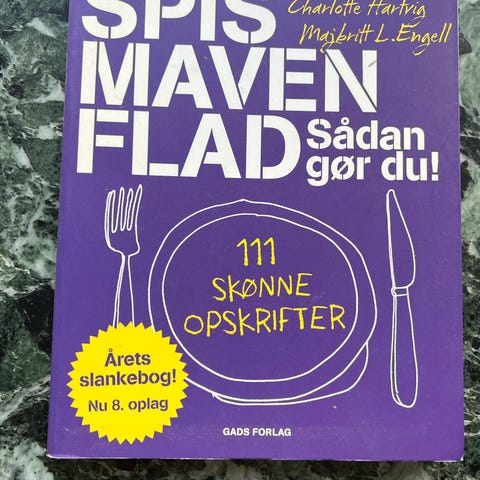 SPIS
Charlotte Hartvig
Majbritt L. Engell
MAVEN
FLAD
Sådan
gør du!
111
SKØNNE
OPSKRIFTER
Årets
slankebog!
Nu 8. oplag
GADS FORLAG